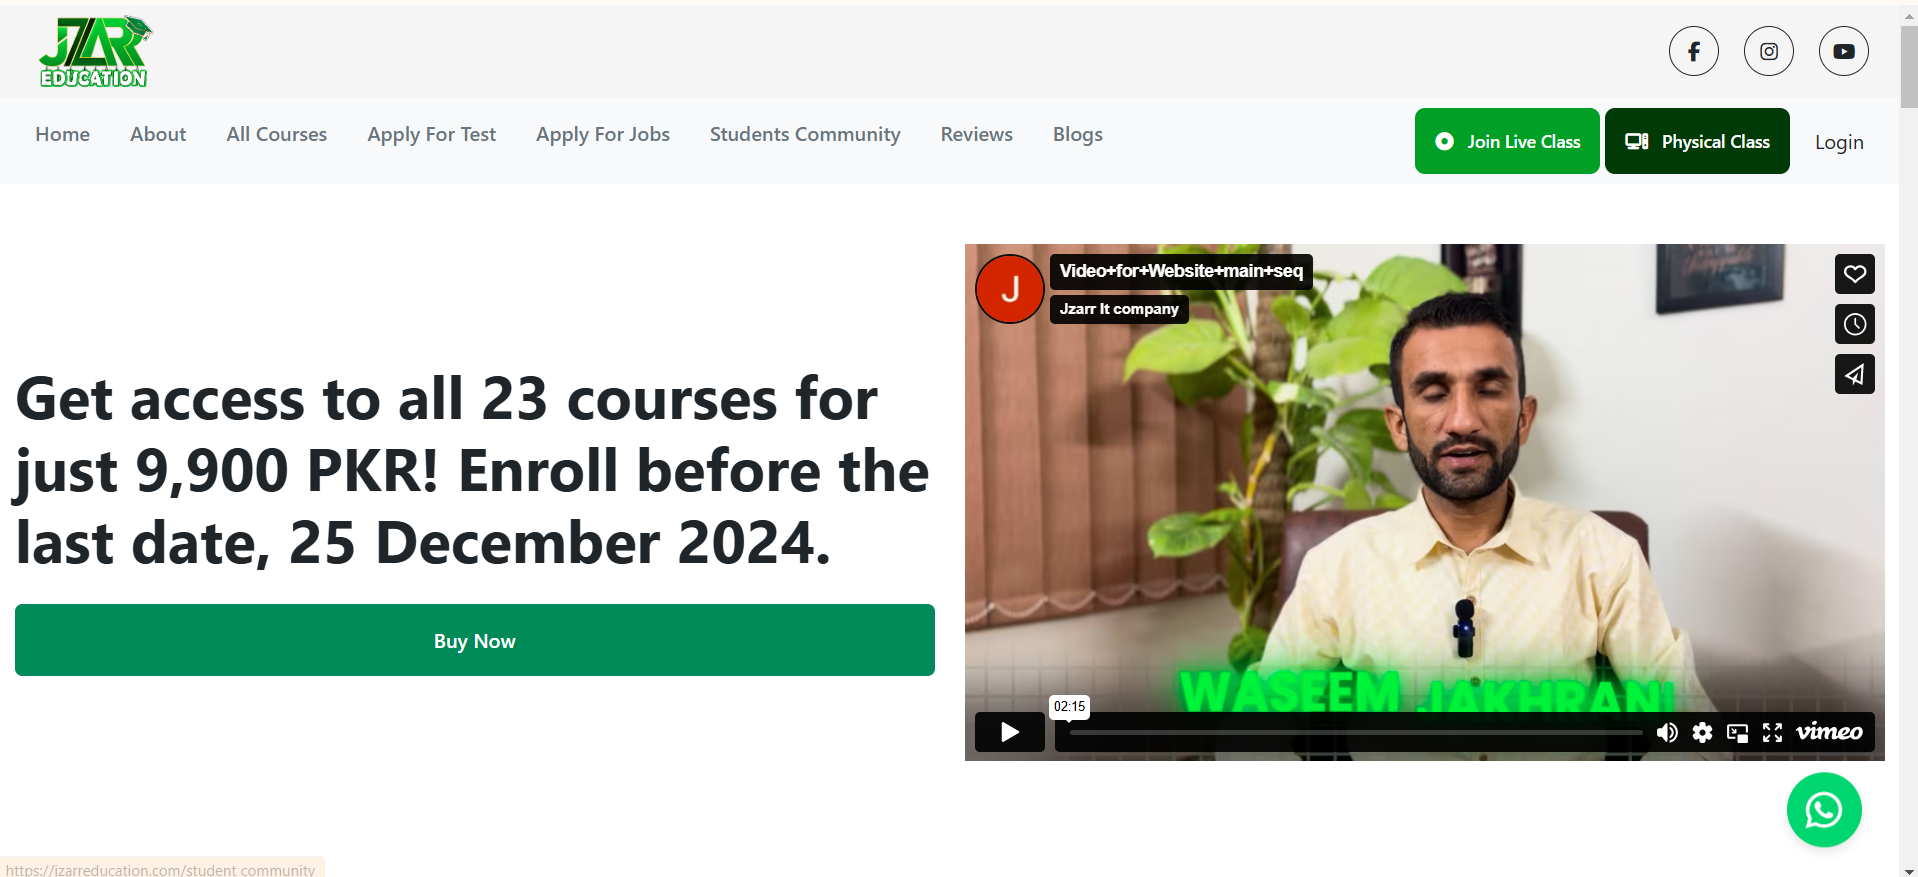 JZARR
EDUCATION
Home About All Courses Apply For Test Apply For Jobs Students Community Reviews Blogs
Join Live Class Physical Class Login
Video+for+Website+main+seq
J
Jzarr It company
Get access to all 23 courses for
just 9,900 PKR! Enroll before the
last date, 25 December 2024.
Buy Now
WASEEM JAKHRANI
02:15
vimeo
https://jzarreducation.com/student community